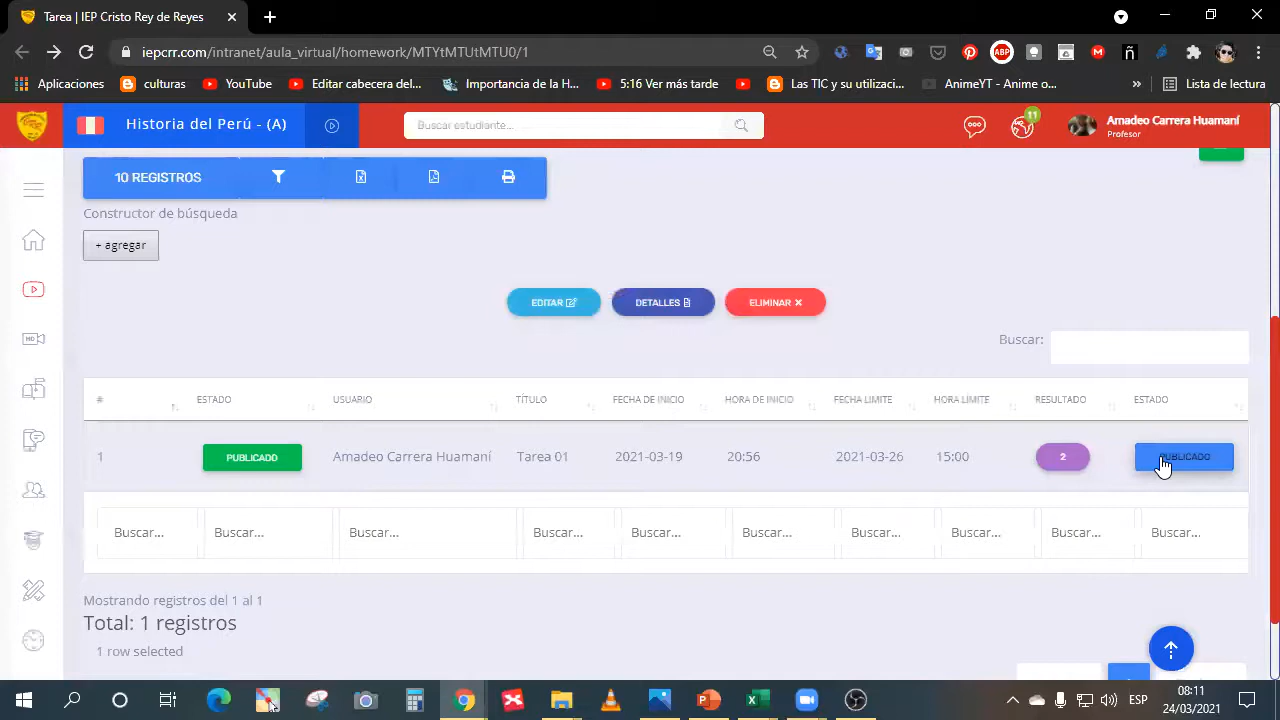 Tarea | IEP Cristo Rey de Reyes
iepcrr.com/intranet/aula_virtual/homework/MTYtMTUtMTU0/1
ABP
M
ñ
Aplicaciones
culturas
YouTube
Editar cabecera del...
Importancia de la H...
5:16 Ver más tarde
Las TIC y su utilizaci...
AnimeYT - Anime o...
»
Lista de lectura
Historia del Perú - (A)
Buscar estudiante...
11
Amadeo Carrera Huamaní
Profesor
10 REGISTROS
Constructor de búsqueda
+ agregar
HD
EDITAR
DETALLES
ELIMINAR
Buscar:
# ESTADO USUARIO TÍTULO FECHA DE INICIO HORA DE INICIO FECHA LIMITE HORA LÍMITE RESULTADO ESTADO
1 PUBLICADO Amadeo Carrera Huamaní Tarea 01 2021-03-19 20:56 2021-03-26 15:00 2 PUBLICADO
Buscar... Buscar... Buscar... Buscar... Buscar... Buscar... Buscar... Buscar... Buscar... Buscar...
Mostrando registros del 1 al 1
Total: 1 registros
1 row selected
ESP
08:11
24/03/2021